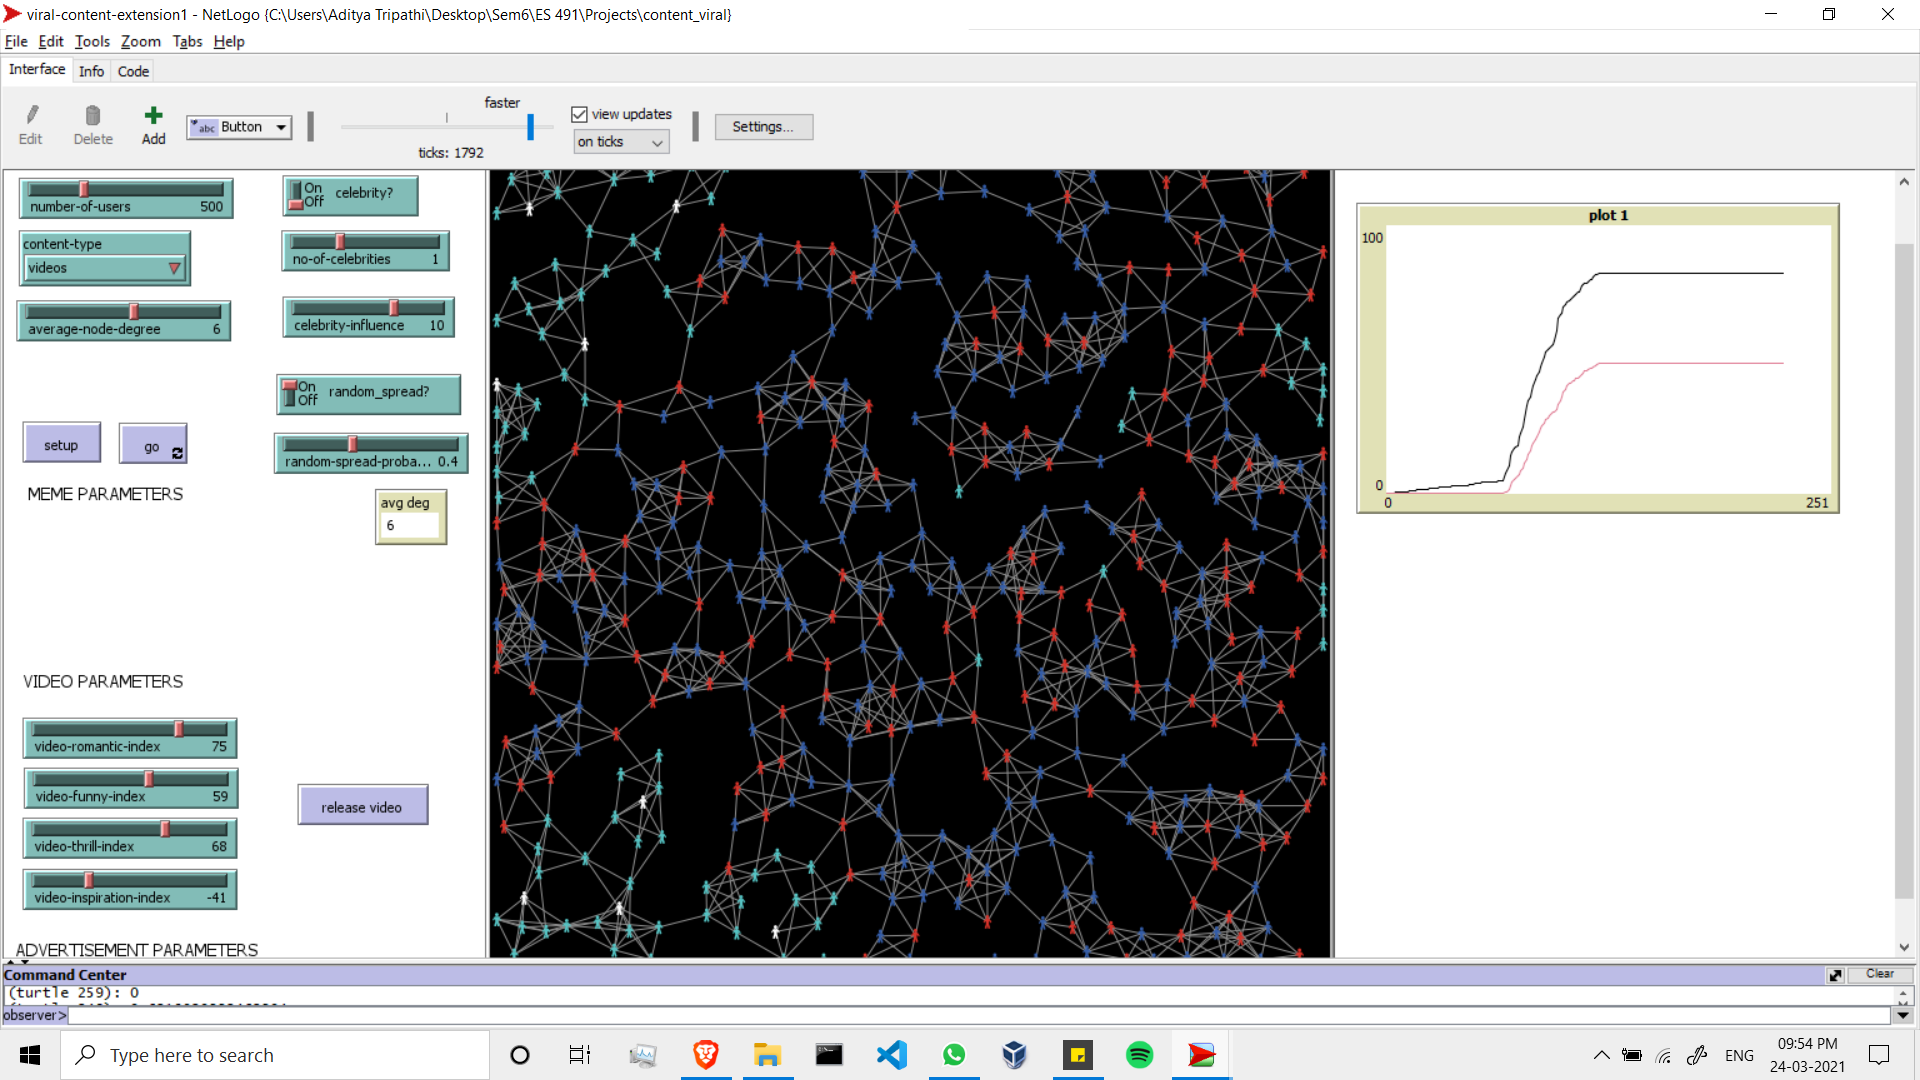 viral-content-extension1 - NetLogo {C:\Users\Aditya Tripathi\Desktop\Sem6\ES 491\Projects\content_viral}
File Edit Tools Zoom Tabs Help
Interface Info Code
Edit
Delete
Add
abc Button
faster
ticks: 1792
view updates
on ticks
Settings...
number-of-users 500
On
Off
celebrity?
content-type
videos
no-of-celebrities 1
average-node-degree 6
celebrity-influence 10
On
Off
random_spread?
setup
go
random-spread-proba... 0.4
MEME PARAMETERS
avg deg
6
VIDEO PARAMETERS
video-romantic-index 75
video-funny-index 59
release video
video-thrill-index 68
video-inspiration-index -41
ADVERTISEMENT PARAMETERS
plot 1
100
0
0
251
Command Center
Clear
(turtle 259): 0
observer>
Type here to search
ENG
09:54 PM
24-03-2021